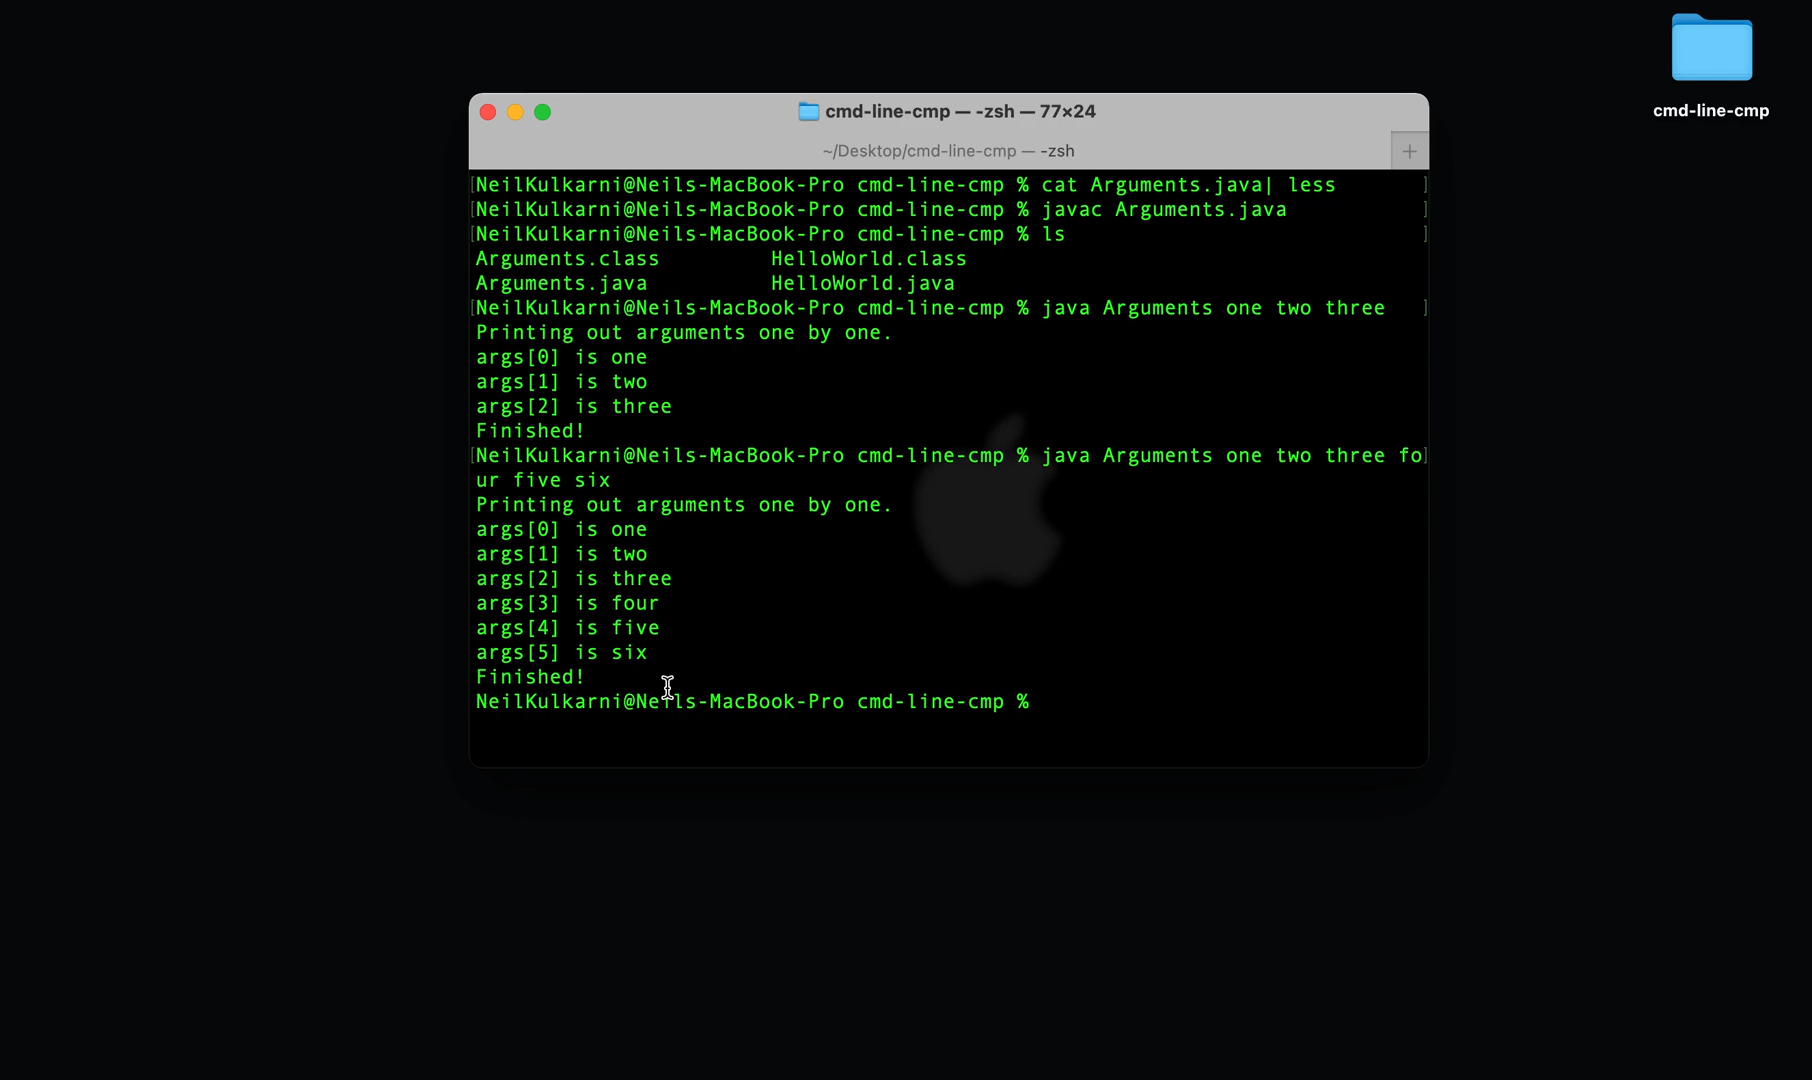 cmd-line-cmp — -zsh — 77×24
~/Desktop/cmd-line-cmp — -zsh
cmd-line-cmp
[NeilKulkarni@Neils-MacBook-Pro cmd-line-cmp % cat Arguments.java| less ]
[NeilKulkarni@Neils-MacBook-Pro cmd-line-cmp % javac Arguments.java ]
[NeilKulkarni@Neils-MacBook-Pro cmd-line-cmp % ls ]
Arguments.class HelloWorld.class
Arguments.java HelloWorld.java
[NeilKulkarni@Neils-MacBook-Pro cmd-line-cmp % java Arguments one two three ]
Printing out arguments one by one.
args[0] is one
args[1] is two
args[2] is three
Finished!
[NeilKulkarni@Neils-MacBook-Pro cmd-line-cmp % java Arguments one two three fo]
ur five six
Printing out arguments one by one.
args[0] is one
args[1] is two
args[2] is three
args[3] is four
args[4] is five
args[5] is six
Finished!
NeilKulkarni@Neils-MacBook-Pro cmd-line-cmp %